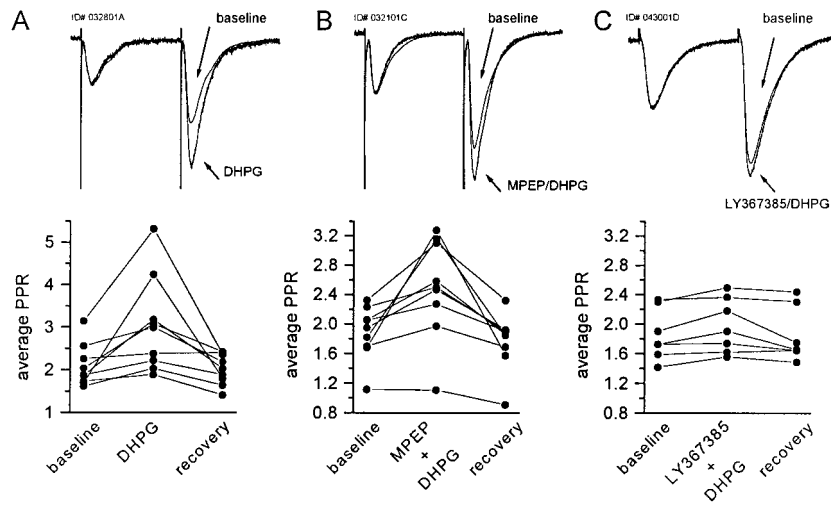 A
ID# 032801A
baseline
DHPG
B
ID# 032101C
baseline
MPEP/DHPG
C
ID# 043001D
baseline
LY367385/DHPG
average PPR
5
4
3
2
1
baseline
DHPG
recovery
average PPR
3.2
2.8
2.4
2.0
1.6
1.2
0.8
baseline
MPEP
+
DHPG
recovery
average PPR
3.2
2.8
2.4
2.0
1.6
1.2
0.8
baseline
LY367385
+
DHPG
recovery